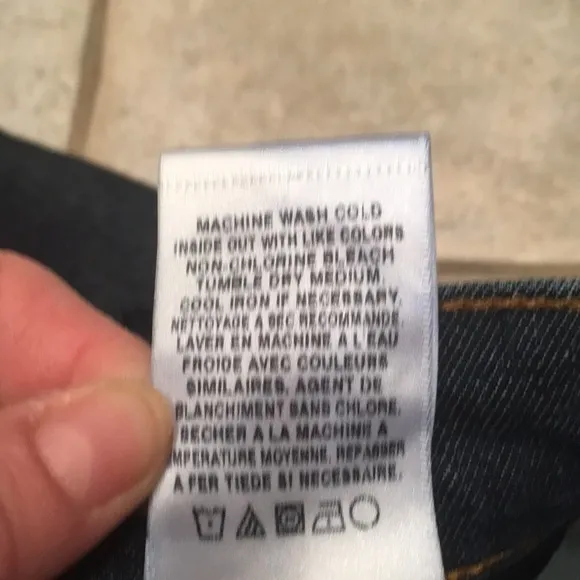 MACHINE WASH COLD
INSIDE OUT WITH LIKE COLORS
NON-CHLORINE BLEACH
TUMBLE DRY MEDIUM
COOL IRON IF NECESSARY.
NETTOYAGE A SEC RECOMMANDE.
LAVER EN MACHINE A L'EAU
FROIDE AVEC COULEURS
SIMILAIRES. AGENT DE
BLANCHIMENT SANS CHLORE.
SECHER A LA MACHINE A
MPERATURE MOYENNE. REPASSER
A FER TIEDE SI NECESSAIRE.